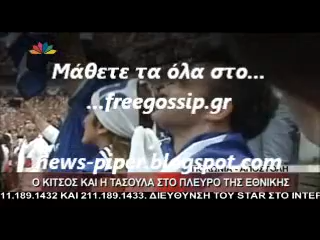 Μάθετε τα όλα στο...
...freegossip.gr
news-piper.blogspot.com
Ο ΚΙΤΣΟΣ ΚΑΙ Η ΤΑΣΟΥΛΑ ΣΤΟ ΠΛΕΥΡΟ ΤΗΣ ΕΘΝΙΚΗΣ
11.189.1432 ΚΑΙ 211.189.1433. ΔΙΕΥΘΥΝΣΗ ΤΟΥ STAR ΣΤΟ INTE